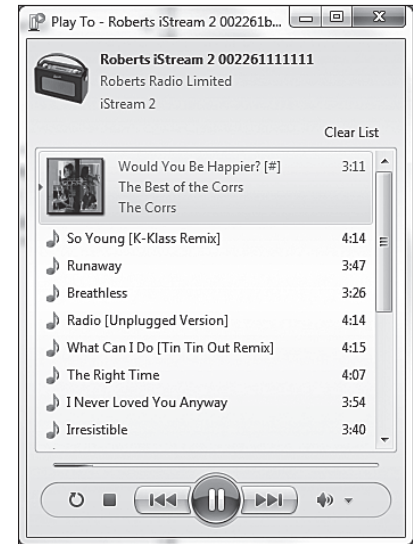 Play To - Roberts iStream 2 002261b...
Roberts iStream 2 002261111111
Roberts Radio Limited
iStream 2
Clear List
Would You Be Happier? [#] 3:11
The Best of the Corrs
The Corrs
So Young [K-Klass Remix] 4:14
Runaway 3:47
Breathless 3:26
Radio [Unplugged Version] 4:14
What Can I Do [Tin Tin Out Remix] 4:15
The Right Time 4:07
I Never Loved You Anyway 3:54
Irresistible 3:40